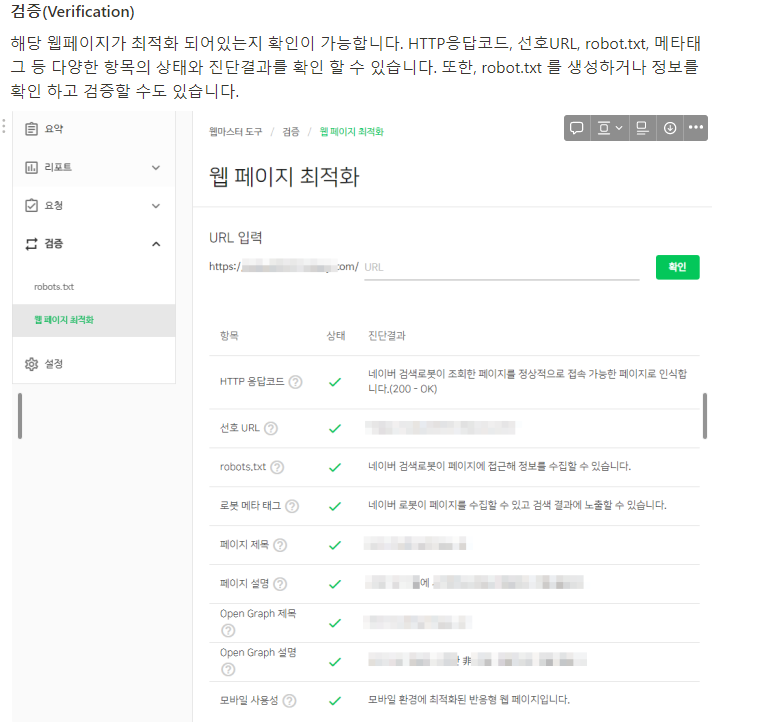 검증(Verification)
해당 웹페이지가 최적화 되어있는지 확인이 가능합니다. HTTP응답코드, 선호URL, robot.txt, 메타태
그 등 다양한 항목의 상태와 진단결과를 확인 할 수 있습니다. 또한, robot.txt 를 생성하거나 정보를
확인 하고 검증할 수도 있습니다.
요약
리포트
요청
검증
robots.txt
웹 페이지 최적화
설정
웹마스터 도구 / 검증 / 웹 페이지 최적화
웹 페이지 최적화
URL 입력
https:/ com/ URL 확인
항목 상태 진단결과
HTTP 응답코드 ? 네이버 검색로봇이 조회한 페이지를 정상적으로 접속 가능한 페이지로 인식합
니다.(200 - OK)
선호 URL ?
robots.txt ? 네이버 검색로봇이 페이지에 접근해 정보를 수집할 수 있습니다.
로봇 메타 태그 ? 네이버 로봇이 페이지를 수집할 수 있고 검색 결과에 노출할 수 있습니다.
페이지 제목 ?
페이지 설명 ? 에
Open Graph 제목
?
Open Graph 설명
? 非
모바일 사용성 ? 모바일 환경에 최적화된 반응형 웹 페이지입니다.